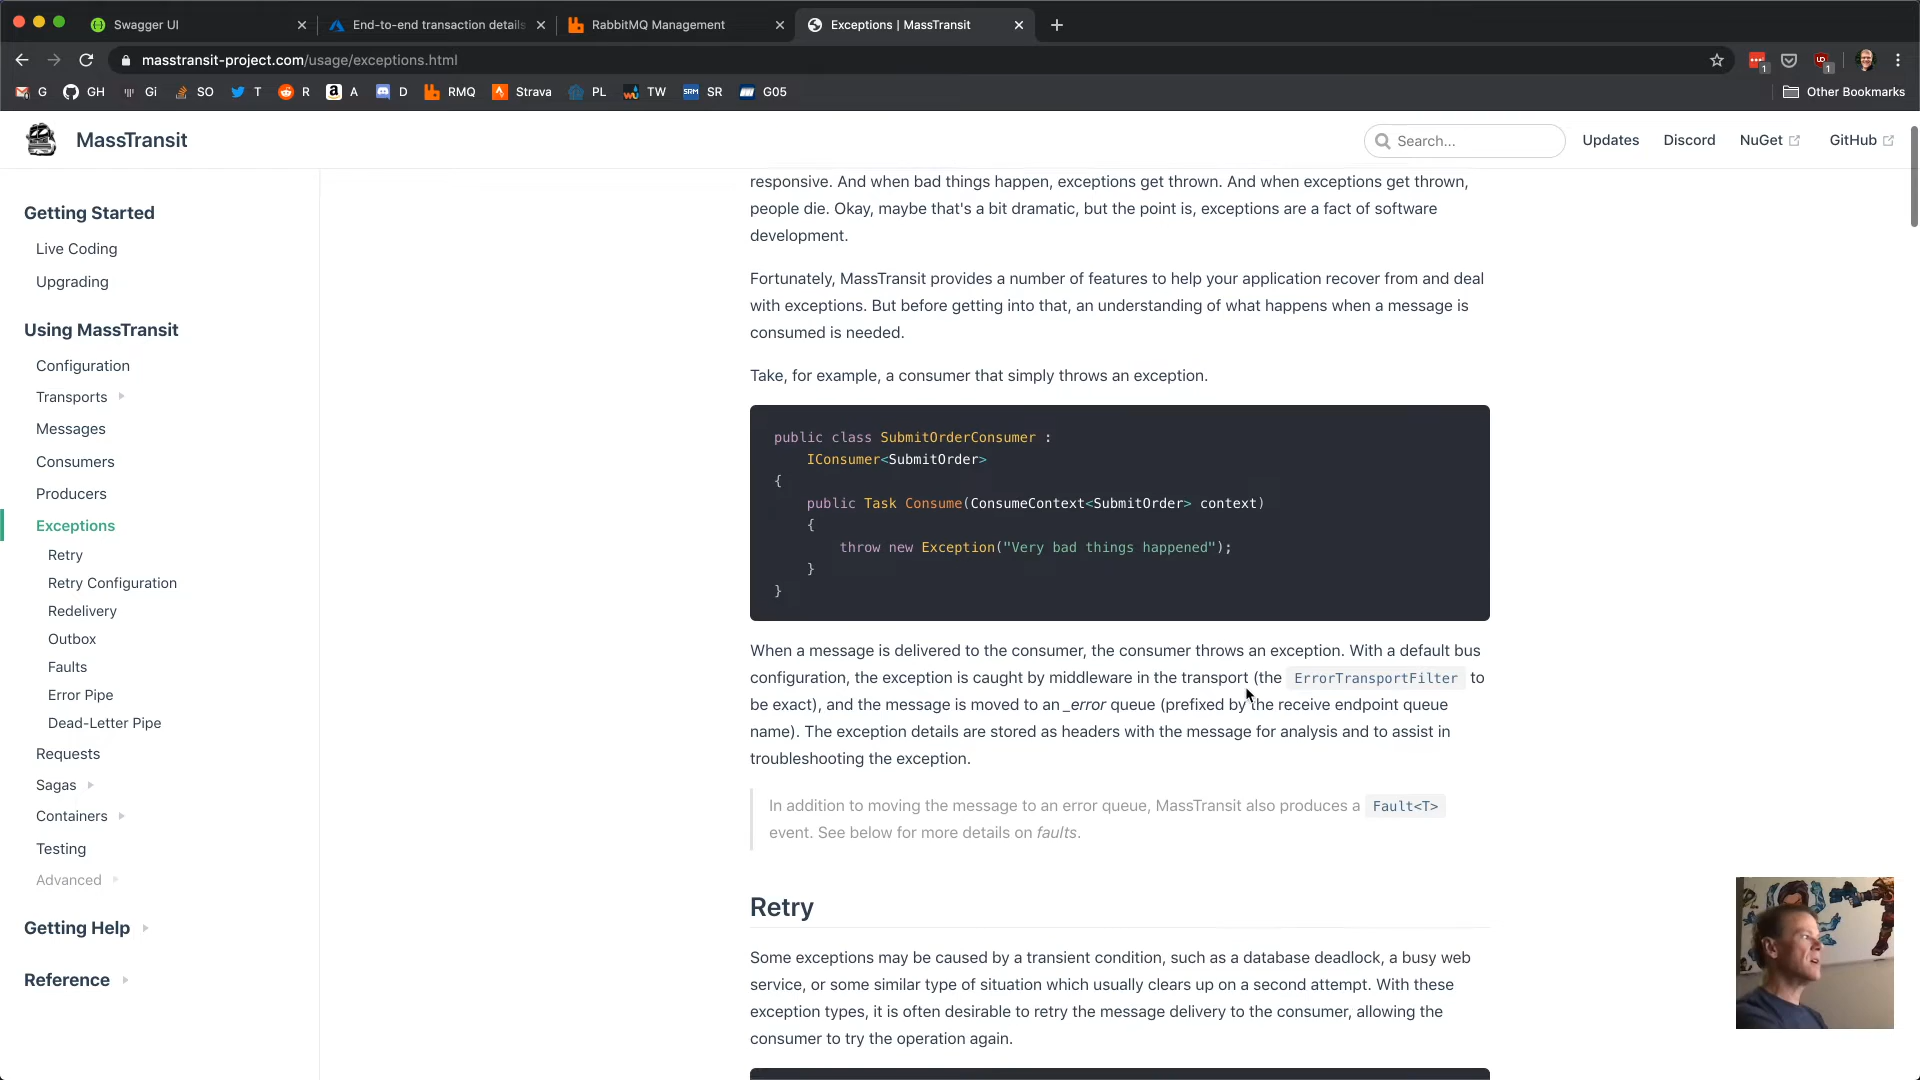 Swagger UI
End-to-end transaction details
RabbitMQ Management
Exceptions | MassTransit
masstransit-project.com/usage/exceptions.html
G
GH
Gi
SO
T
R
A
D
RMQ
Strava
PL
TW
SR
G05
Other Bookmarks
MassTransit
Search...
Updates
Discord
NuGet
GitHub
Getting Started
Live Coding
Upgrading
Using MassTransit
Configuration
Transports
Messages
Consumers
Producers
Exceptions
Retry
Retry Configuration
Redelivery
Outbox
Faults
Error Pipe
Dead-Letter Pipe
Requests
Sagas
Containers
Testing
Advanced
Getting Help
Reference
responsive. And when bad things happen, exceptions get thrown. And when exceptions get thrown,
people die. Okay, maybe that's a bit dramatic, but the point is, exceptions are a fact of software
development.
Fortunately, MassTransit provides a number of features to help your application recover from and deal
with exceptions. But before getting into that, an understanding of what happens when a message is
consumed is needed.
Take, for example, a consumer that simply throws an exception.
public class SubmitOrderConsumer :
IConsumer<SubmitOrder>
{
public Task Consume(ConsumeContext<SubmitOrder> context)
{
throw new Exception("Very bad things happened");
}
}
When a message is delivered to the consumer, the consumer throws an exception. With a default bus
configuration, the exception is caught by middleware in the transport (the ErrorTransportFilter to
be exact), and the message is moved to an _error queue (prefixed by the receive endpoint queue
name). The exception details are stored as headers with the message for analysis and to assist in
troubleshooting the exception.
In addition to moving the message to an error queue, MassTransit also produces a Fault<T>
event. See below for more details on faults.
Retry
Some exceptions may be caused by a transient condition, such as a database deadlock, a busy web
service, or some similar type of situation which usually clears up on a second attempt. With these
exception types, it is often desirable to retry the message delivery to the consumer, allowing the
consumer to try the operation again.